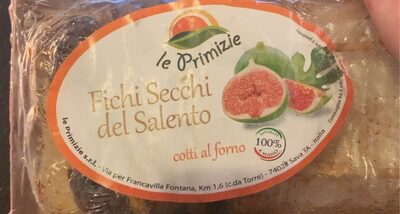 le Primizie
Fichi Secchi
del Salento
cotti al forno
100%
le Primizie s.r.l. - Via per Francavilla Fontana, Km 1,6 (c.da Torre) - 74028 Sava TA - Italia